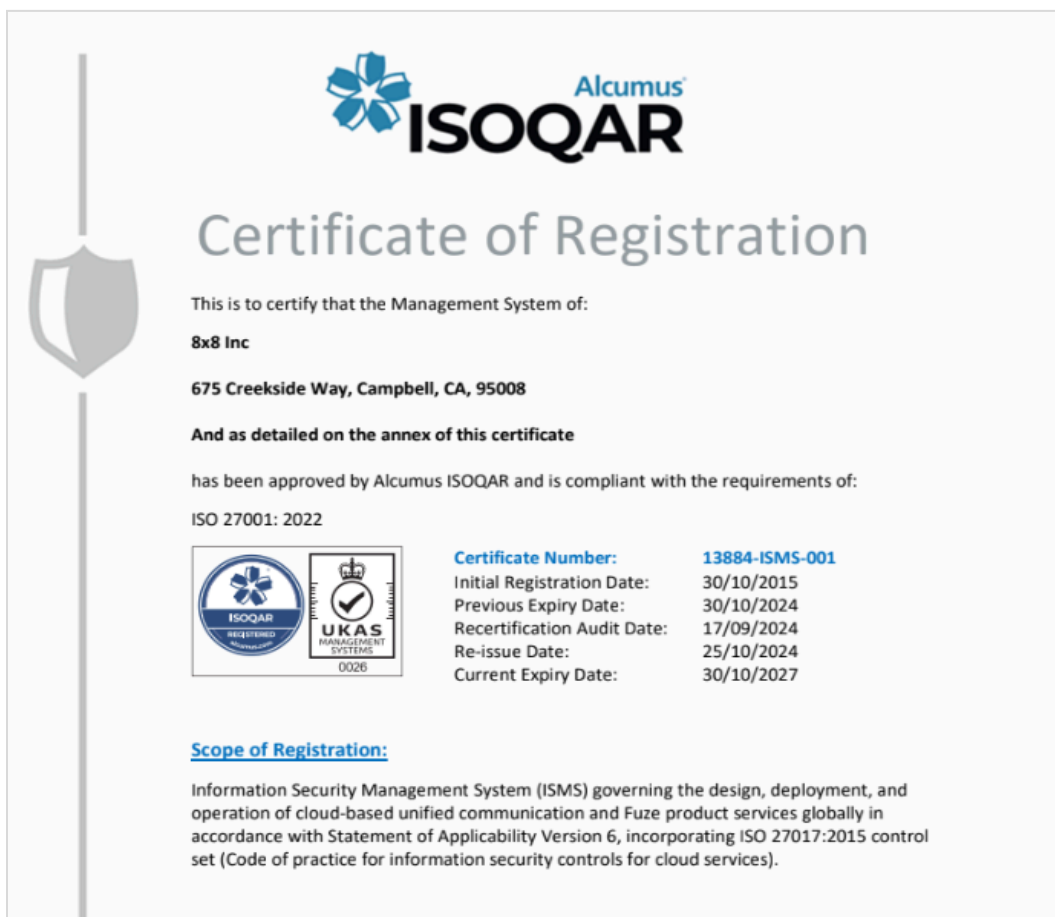 Alcumus
ISOQAR
Certificate of Registration
This is to certify that the Management System of:
8x8 Inc
675 Creekside Way, Campbell, CA, 95008
And as detailed on the annex of this certificate
has been approved by Alcumus ISOQAR and is compliant with the requirements of:
ISO 27001: 2022
ISOQAR
REGISTERED
alcumus.com
UKAS
MANAGEMENT
SYSTEMS
0026
Certificate Number: 13884-ISMS-001
Initial Registration Date: 30/10/2015
Previous Expiry Date: 30/10/2024
Recertification Audit Date: 17/09/2024
Re-issue Date: 25/10/2024
Current Expiry Date: 30/10/2027
Scope of Registration:
Information Security Management System (ISMS) governing the design, deployment, and
operation of cloud-based unified communication and Fuze product services globally in
accordance with Statement of Applicability Version 6, incorporating ISO 27017:2015 control
set (Code of practice for information security controls for cloud services).